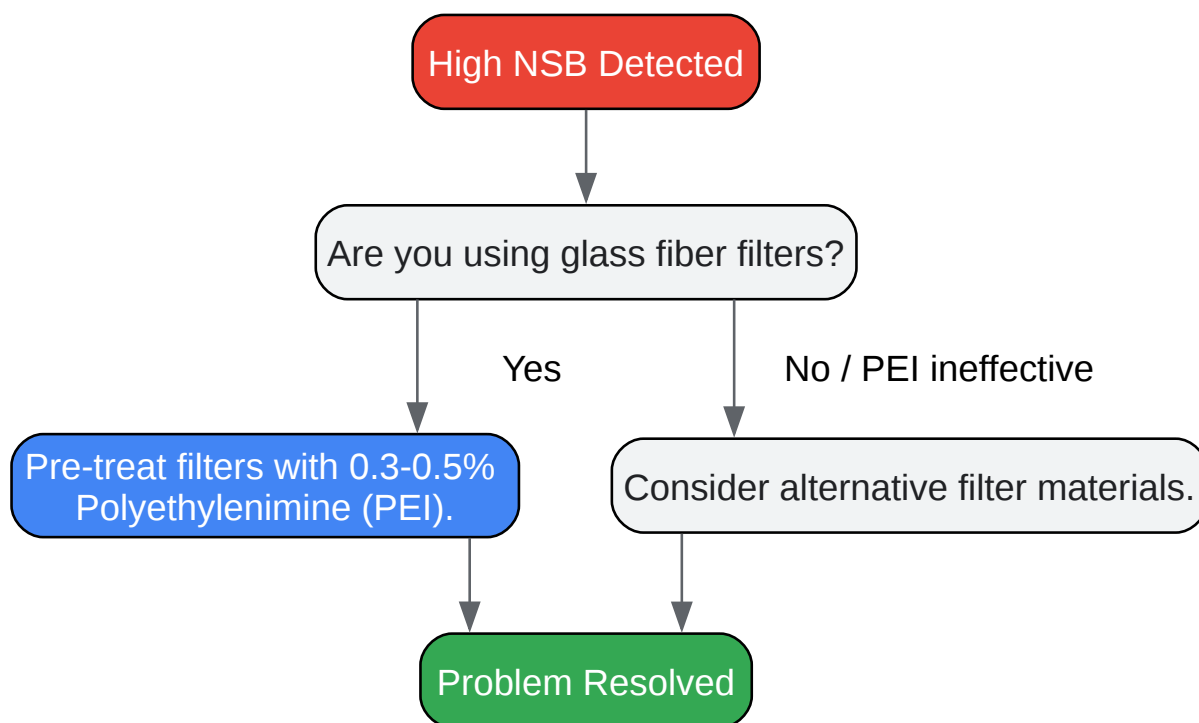 High NSB Detected
Are you using glass fiber filters?
Yes
No / PEI ineffective
Pre-treat filters with 0.3-0.5%
Polyethylenimine (PEI).
Consider alternative filter materials.
Problem Resolved